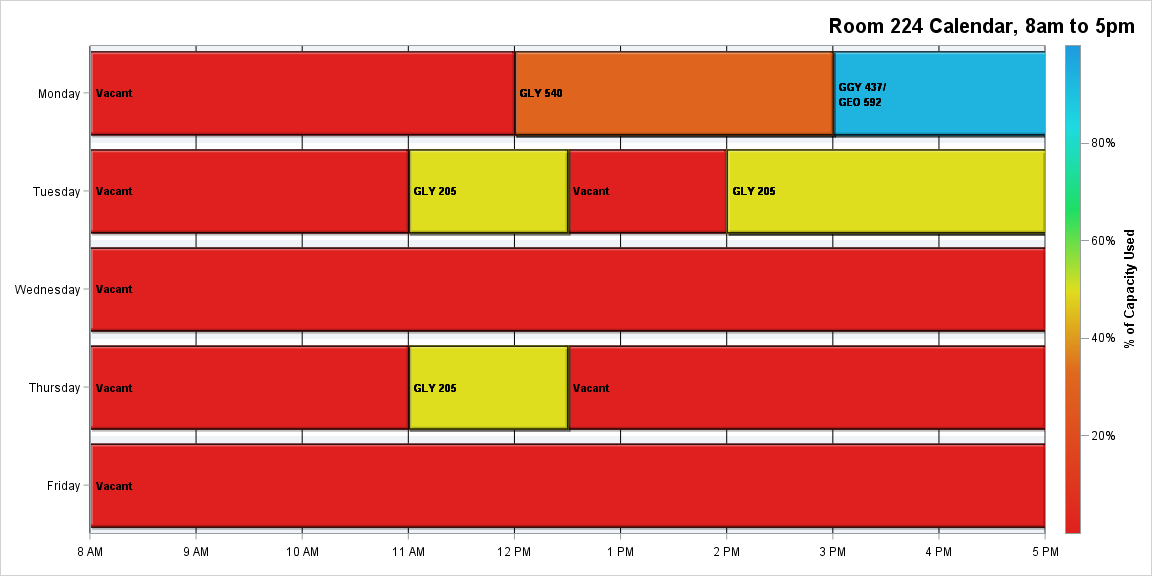 Room 224 Calendar, 8am to 5pm
Monday
Vacant
GLY 540
GGY 437/
GEO 592
Tuesday
Vacant
GLY 205
Vacant
GLY 205
Wednesday
Vacant
Thursday
Vacant
GLY 205
Vacant
Friday
Vacant
8 AM
9 AM
10 AM
11 AM
12 PM
1 PM
2 PM
3 PM
4 PM
5 PM
80%
60%
40%
20%
% of Capacity Used